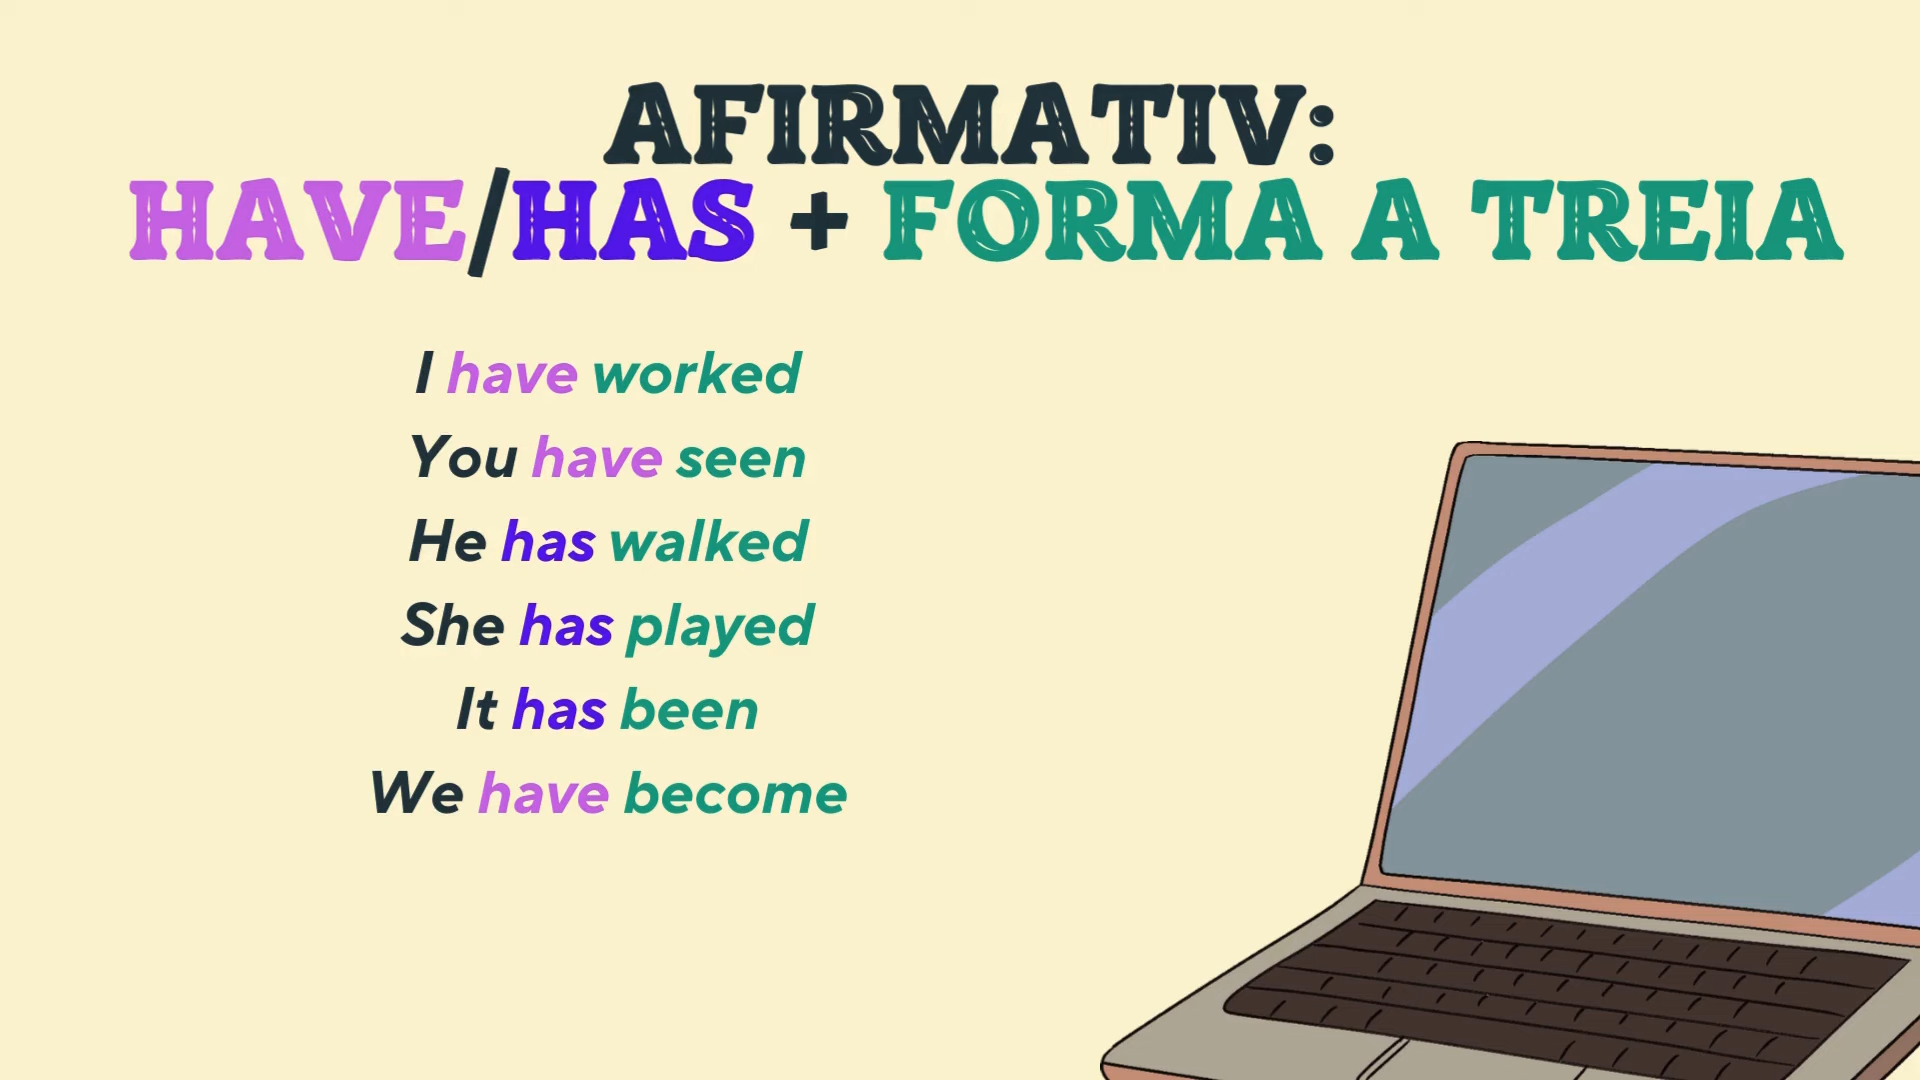 AFIRMATIV:
HAVE/HAS + FORMA A TREIA
I have worked
You have seen
He has walked
She has played
It has been
We have become